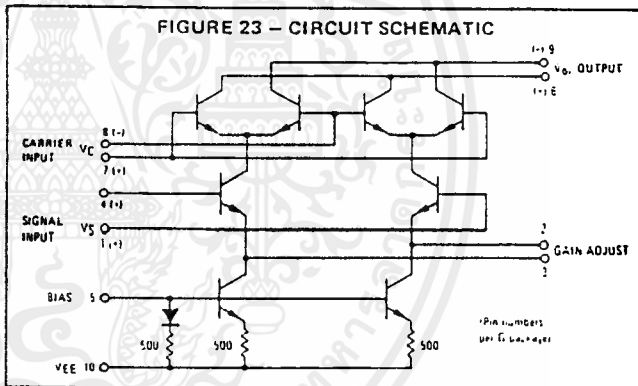 FIGURE 23 – CIRCUIT SCHEMATIC
(-) 9
Vo, OUTPUT
(+) 6
8 (-)
CARRIER INPUT VC
7 (+)
4 (+)
SIGNAL INPUT VS
1 (+)
2
GAIN ADJUST
3
BIAS 5
500 500 500
(Pin numbers
per G package)
VEE 10